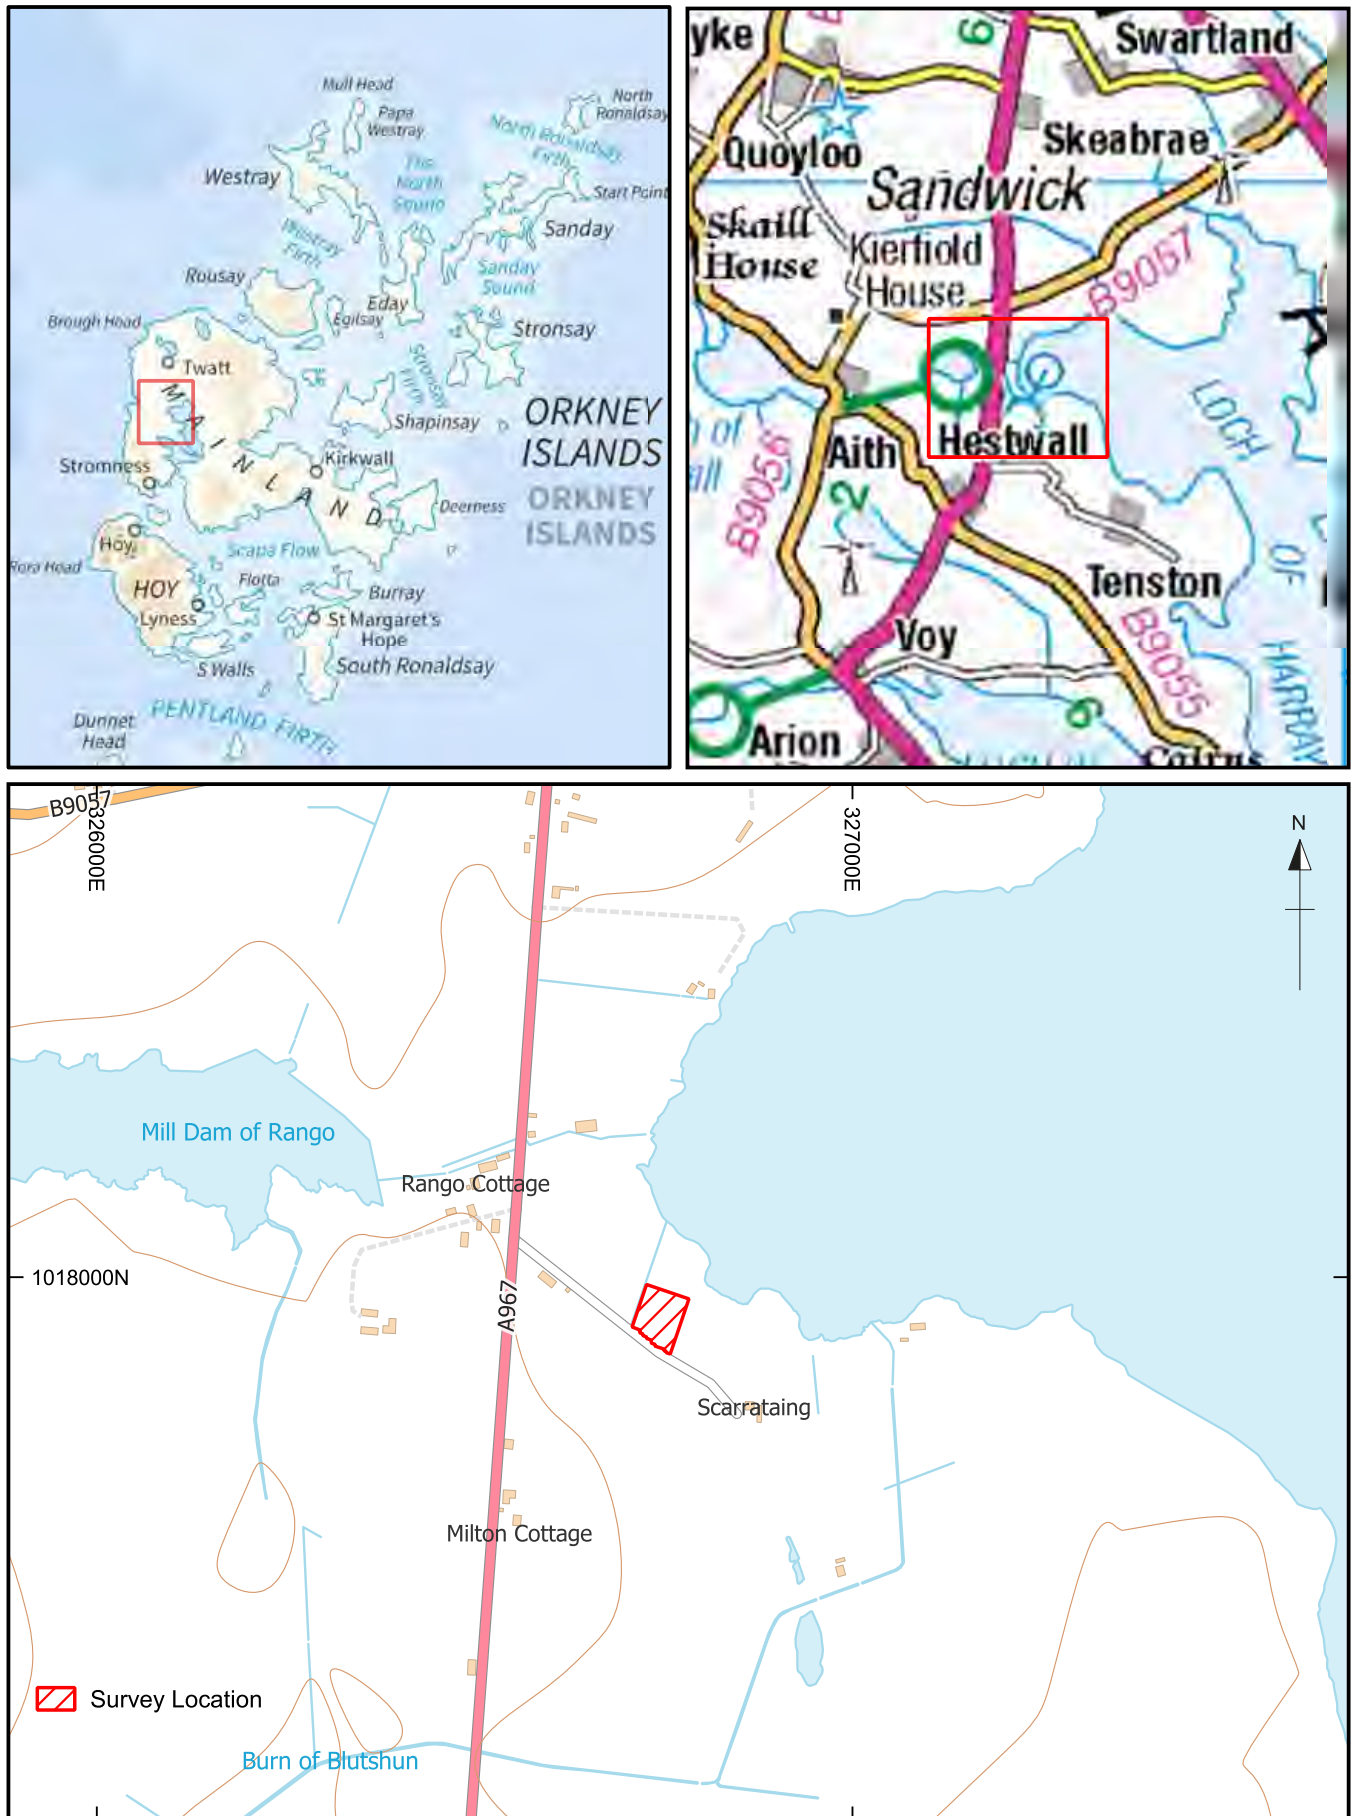 Mull Head
Papa
Westray
North
Ronaldsay
North Ronaldsay
Firth
The
North
Sound
Westray
Start Point
Sanday
Westray
Firth
Sanday
Sound
Rousay
Eday
Egilsay
Brough Head
Stronsay
Stronsay
Firth
Twatt
MAINLAND
Shapinsay
ORKNEY
ISLANDS
ORKNEY
ISLANDS
Stromness
Kirkwall
Deerness
Hoy
Scapa Flow
Rora Head
HOY
Flotta
Burray
Lyness
St Margaret's
Hope
S Walls
South Ronaldsay
PENTLAND FIRTH
Dunnet
Head
yke
6
Swartland
Quoyloo
Skeabrae
Sandwick
Skaill
House
Kierfield
House
B9057
LOCH
OF
HARRAY
Aith
Hestwall
B9056
2
Tenston
Voy
B9055
6
Arion
B9057
326000E
327000E
N
Mill Dam of Rango
Rango Cottage
1018000N
A967
Scarrataing
Milton Cottage
Survey Location
Burn of Blutshun